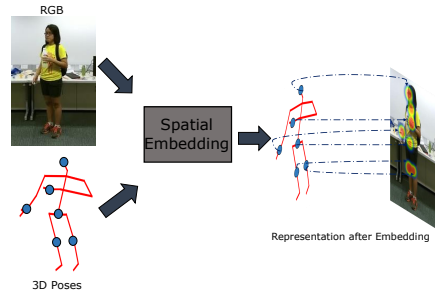 RGB
Spatial
Embedding
Representation after Embedding
3D Poses